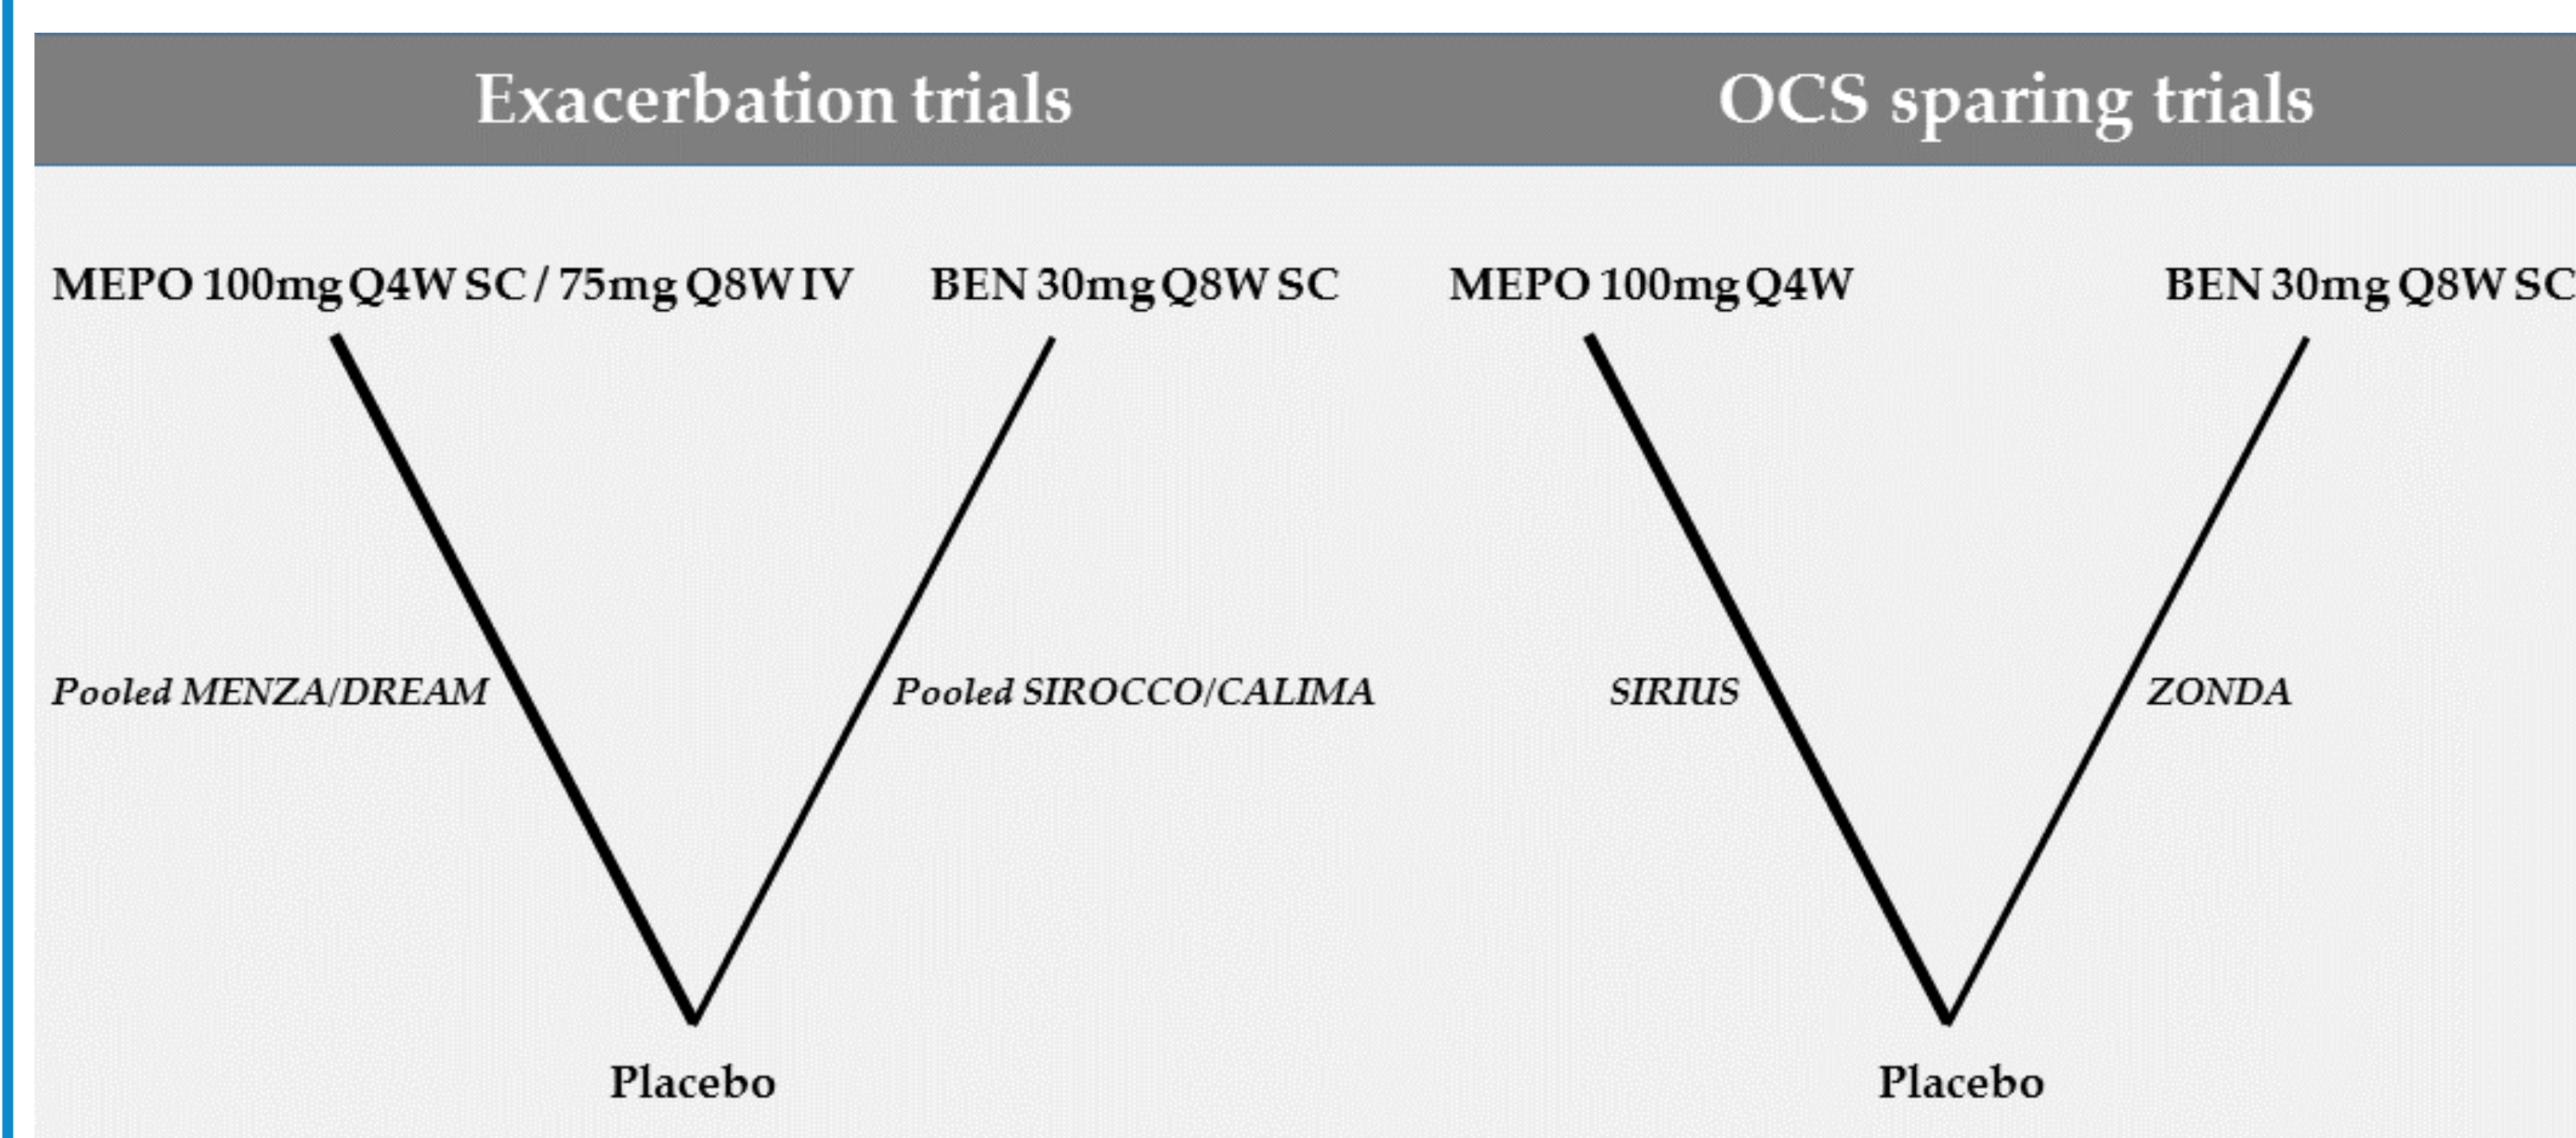 Exacerbation trials
OCS sparing trials
MEPO 100mg Q4W SC / 75mg Q8W IV
BEN 30mg Q8W SC
MEPO 100mg Q4W
BEN 30mg Q8W SC
Pooled MENZA/DREAM
Pooled SIROCCO/CALIMA
SIRIUS
ZONDA
Placebo
Placebo